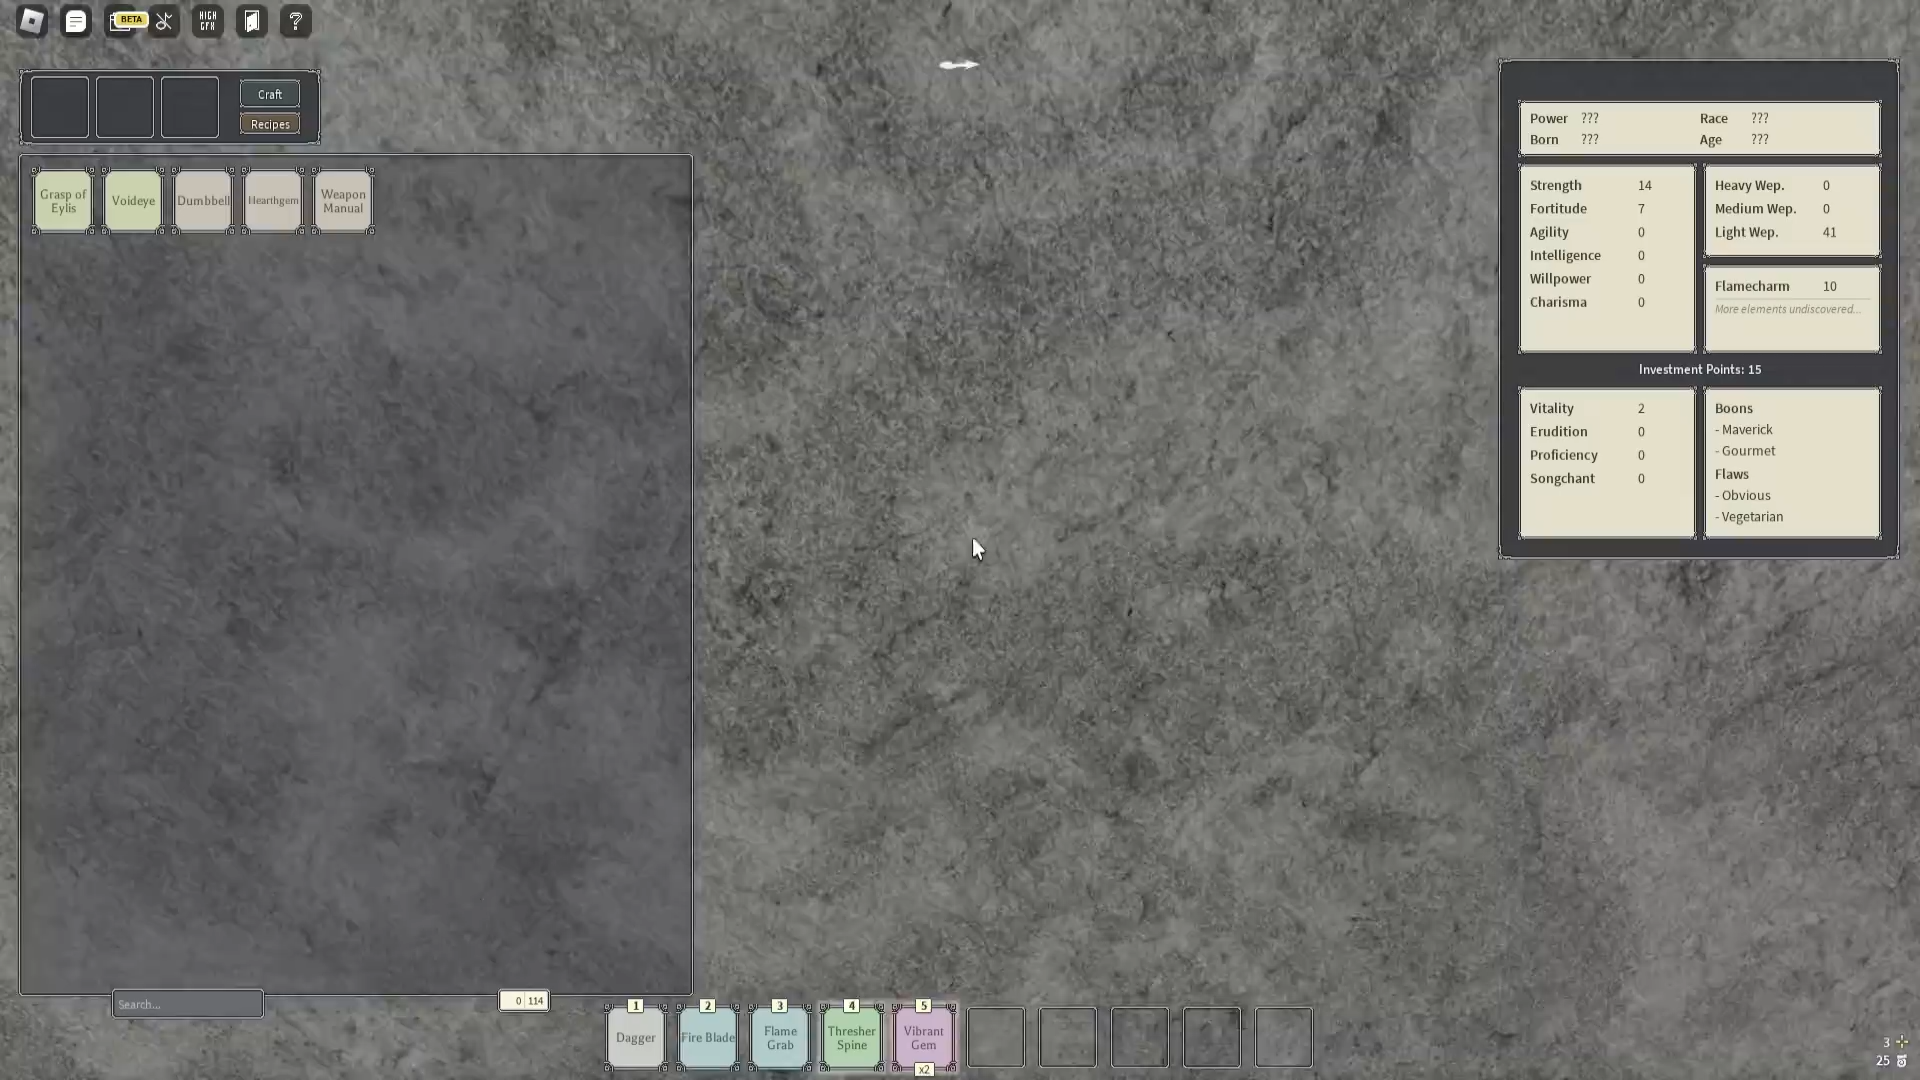 BETA
HIGH
GFX
?
Craft
Recipes
Grasp of
Eylis
Voideye
Dumbbell
Hearthgem
Weapon
Manual
Power ???
Race ???
Born ???
Age ???
Strength 14
Fortitude 7
Agility 0
Intelligence 0
Willpower 0
Charisma 0
Heavy Wep. 0
Medium Wep. 0
Light Wep. 41
Flamecharm 10
More elements undiscovered...
Investment Points: 15
Vitality 2
Erudition 0
Proficiency 0
Songchant 0
Boons
- Maverick
- Gourmet
Flaws
- Obvious
- Vegetarian
Search...
0 114
1
Dagger
2
Fire Blade
3
Flame
Grab
4
Thresher
Spine
5
Vibrant
Gem
x2
3
25